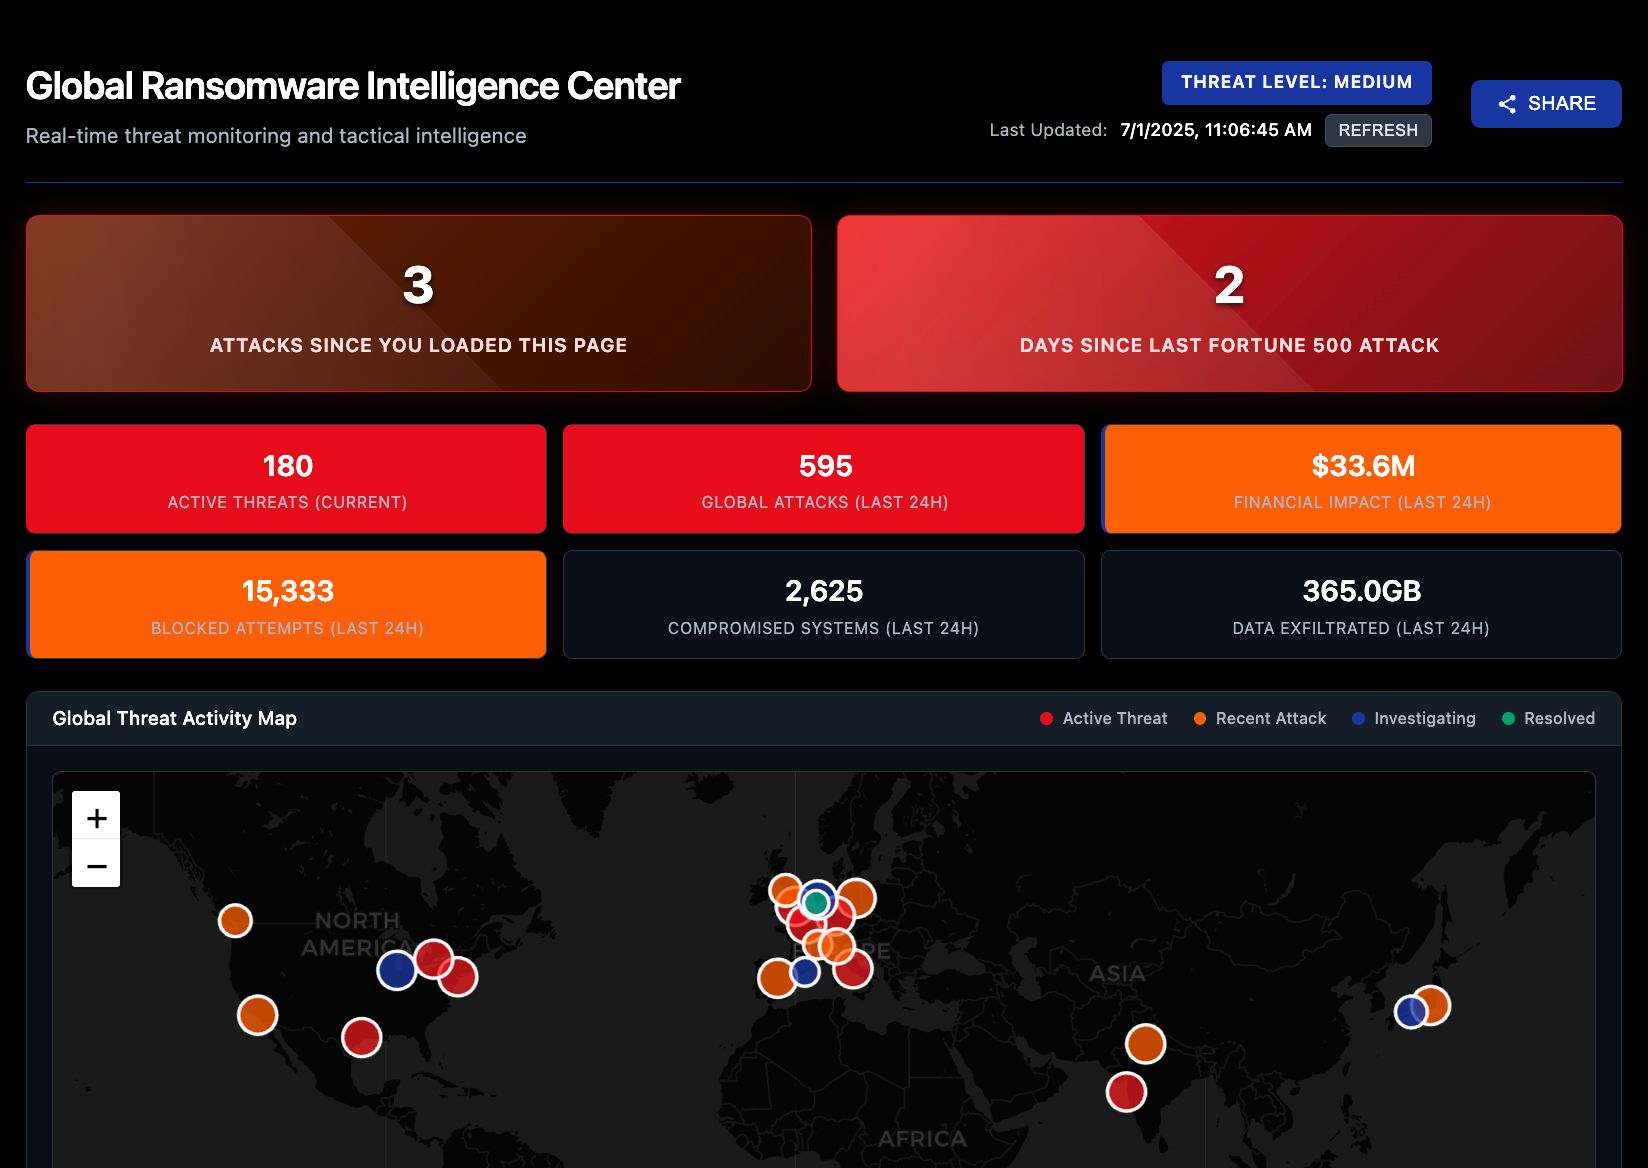 Global Ransomware Intelligence Center
Real-time threat monitoring and tactical intelligence
THREAT LEVEL: MEDIUM
Last Updated: 7/1/2025, 11:06:45 AM REFRESH
SHARE
3
ATTACKS SINCE YOU LOADED THIS PAGE
2
DAYS SINCE LAST FORTUNE 500 ATTACK
180
ACTIVE THREATS (CURRENT)
595
GLOBAL ATTACKS (LAST 24H)
$33.6M
FINANCIAL IMPACT (LAST 24H)
15,333
BLOCKED ATTEMPTS (LAST 24H)
2,625
COMPROMISED SYSTEMS (LAST 24H)
365.0GB
DATA EXFILTRATED (LAST 24H)
Global Threat Activity Map
Active Threat
Recent Attack
Investigating
Resolved
+
−
NORTH
AMERICA
EUROPE
ASIA
AFRICA